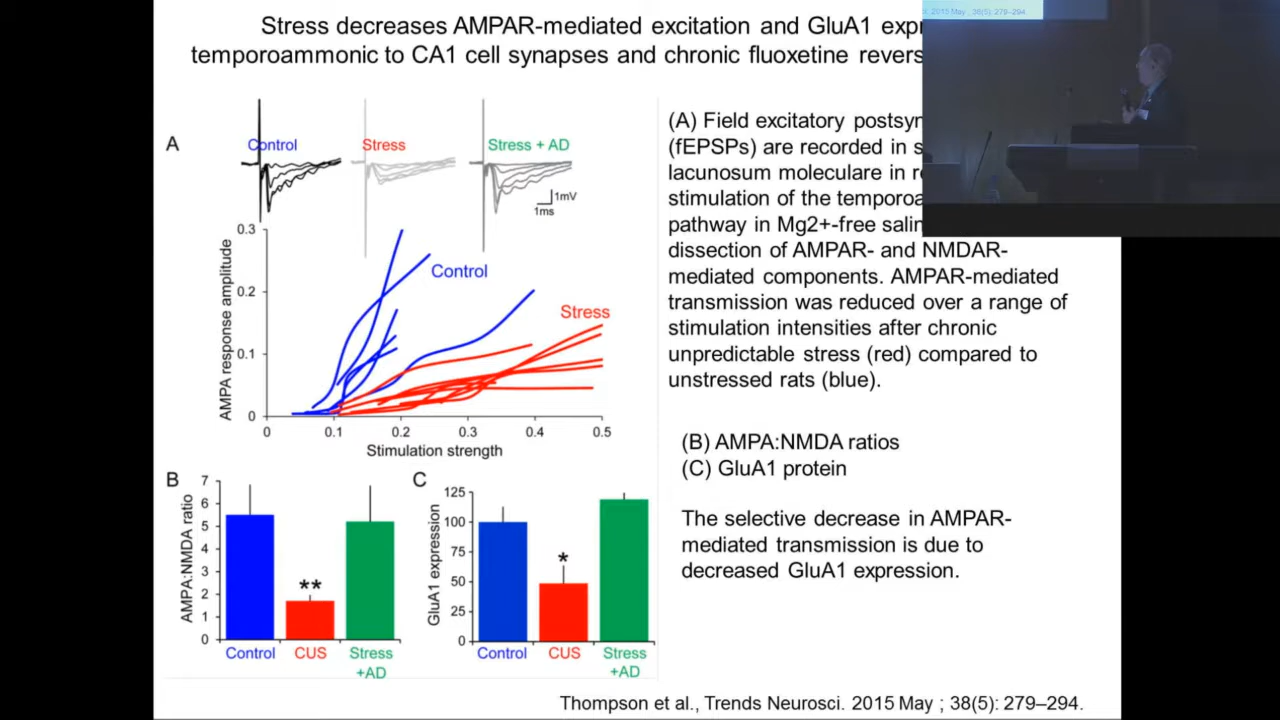 Stress decreases AMPAR-mediated excitation and GluA1
temporoammonic to CA1 cell synapses and chronic fluoxetine
: 2015 May ; 38(5): 279–294.
A
Control
Stress
Stress + AD
1mV
1ms
AMPA response amplitude
0.3
0.2
0.1
0
Control
Stress
0
0.1
0.2
0.3
0.4
0.5
Stimulation strength
(A) Field excitatory
(fEPSPs) are recorded in
lacunosum moleculare in
stimulation of the
pathway in Mg2+-free
dissection of AMPAR- and NMDAR-
mediated components. AMPAR-mediated
transmission was reduced over a range of
stimulation intensities after chronic
unpredictable stress (red) compared to
unstressed rats (blue).
(B) AMPA:NMDA ratios
(C) GluA1 protein
The selective decrease in AMPAR-
mediated transmission is due to
decreased GluA1 expression.
B
AMPA:NMDA ratio
7
6
5
4
3
2
1
0
**
Control
CUS
Stress
+AD
C
GluA1 expression
125
100
75
50
25
0
*
Control
CUS
Stress
+AD
Thompson et al., Trends Neurosci. 2015 May ; 38(5): 279–294.